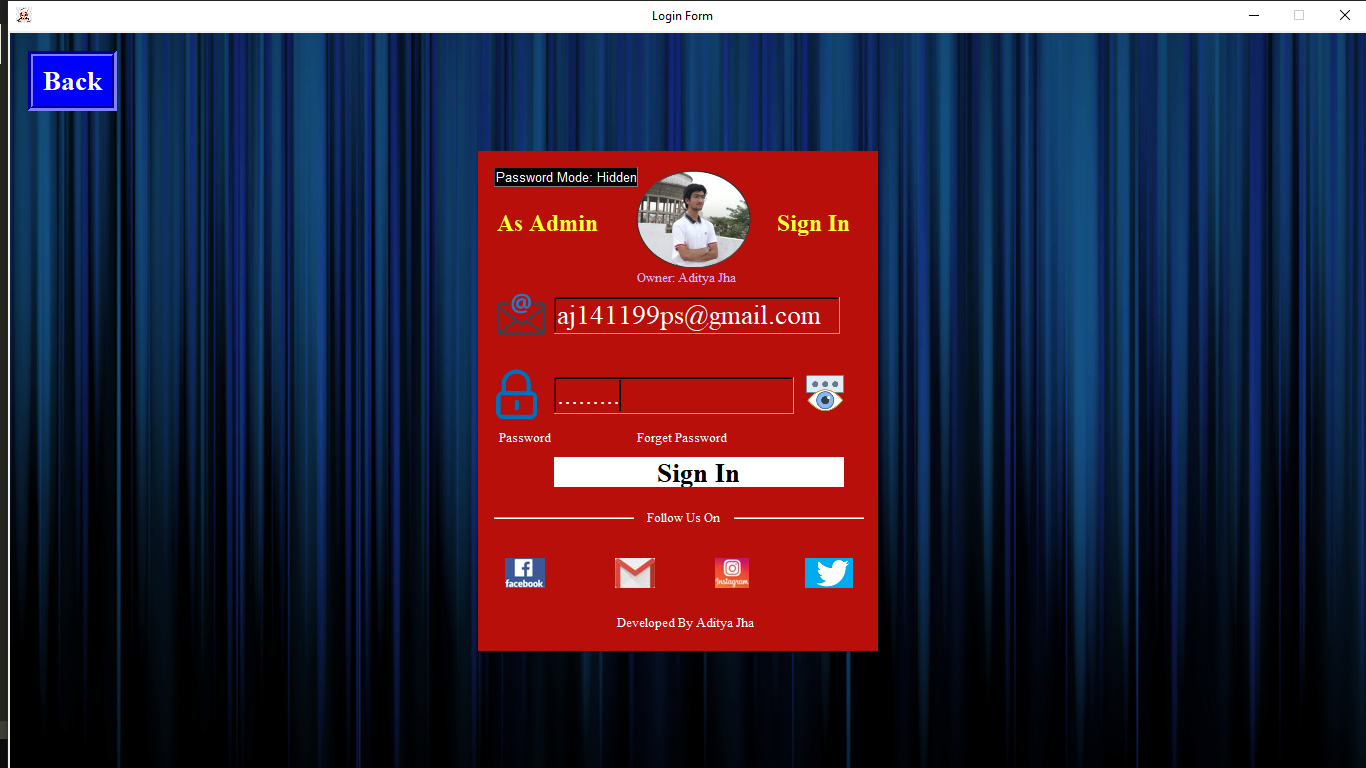 Login Form
Back
Password Mode: Hidden
As Admin
Sign In
Owner: Aditya Jha
@
aj141199ps@gmail.com
.........
Password
Forget Password
Sign In
Follow Us On
facebook
Instagram
Developed By Aditya Jha